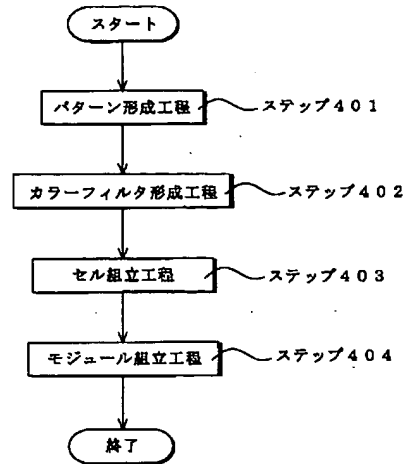 スタート
パターン形成工程 ステップ401
カラーフィルタ形成工程 ステップ402
セル組立工程 ステップ403
モジュール組立工程 ステップ404
終了